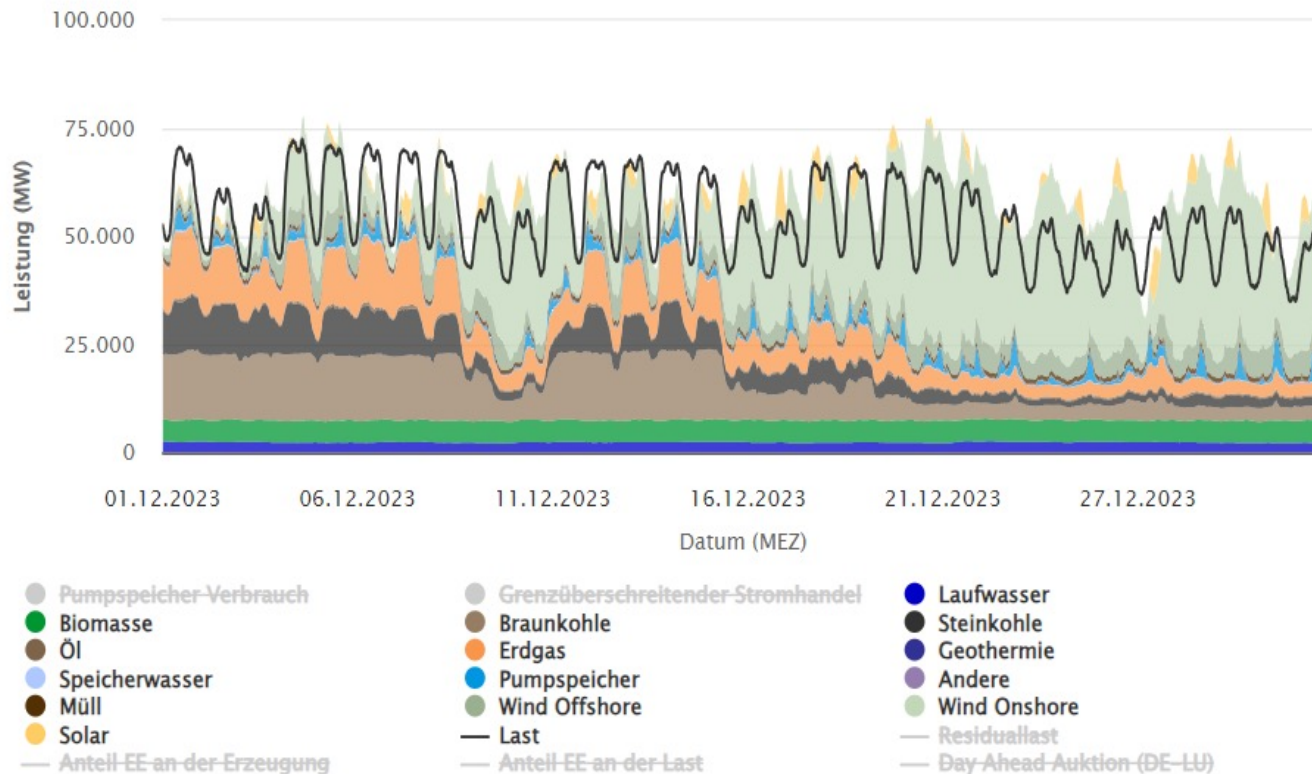 100.000
75.000
50.000
25.000
0
Leistung (MW)
01.12.2023 06.12.2023 11.12.2023 16.12.2023 21.12.2023 27.12.2023
Datum (MEZ)
Pumpspeicher Verbrauch Grenzüberschreitender Stromhandel Laufwasser
Biomasse Braunkohle Steinkohle
Öl Erdgas Geothermie
Speicherwasser Pumpspeicher Andere
Müll Wind Offshore Wind Onshore
Solar Last Residuallast
Anteil EE an der Erzeugung Anteil EE an der Last Day Ahead Auktion (DE-LU)